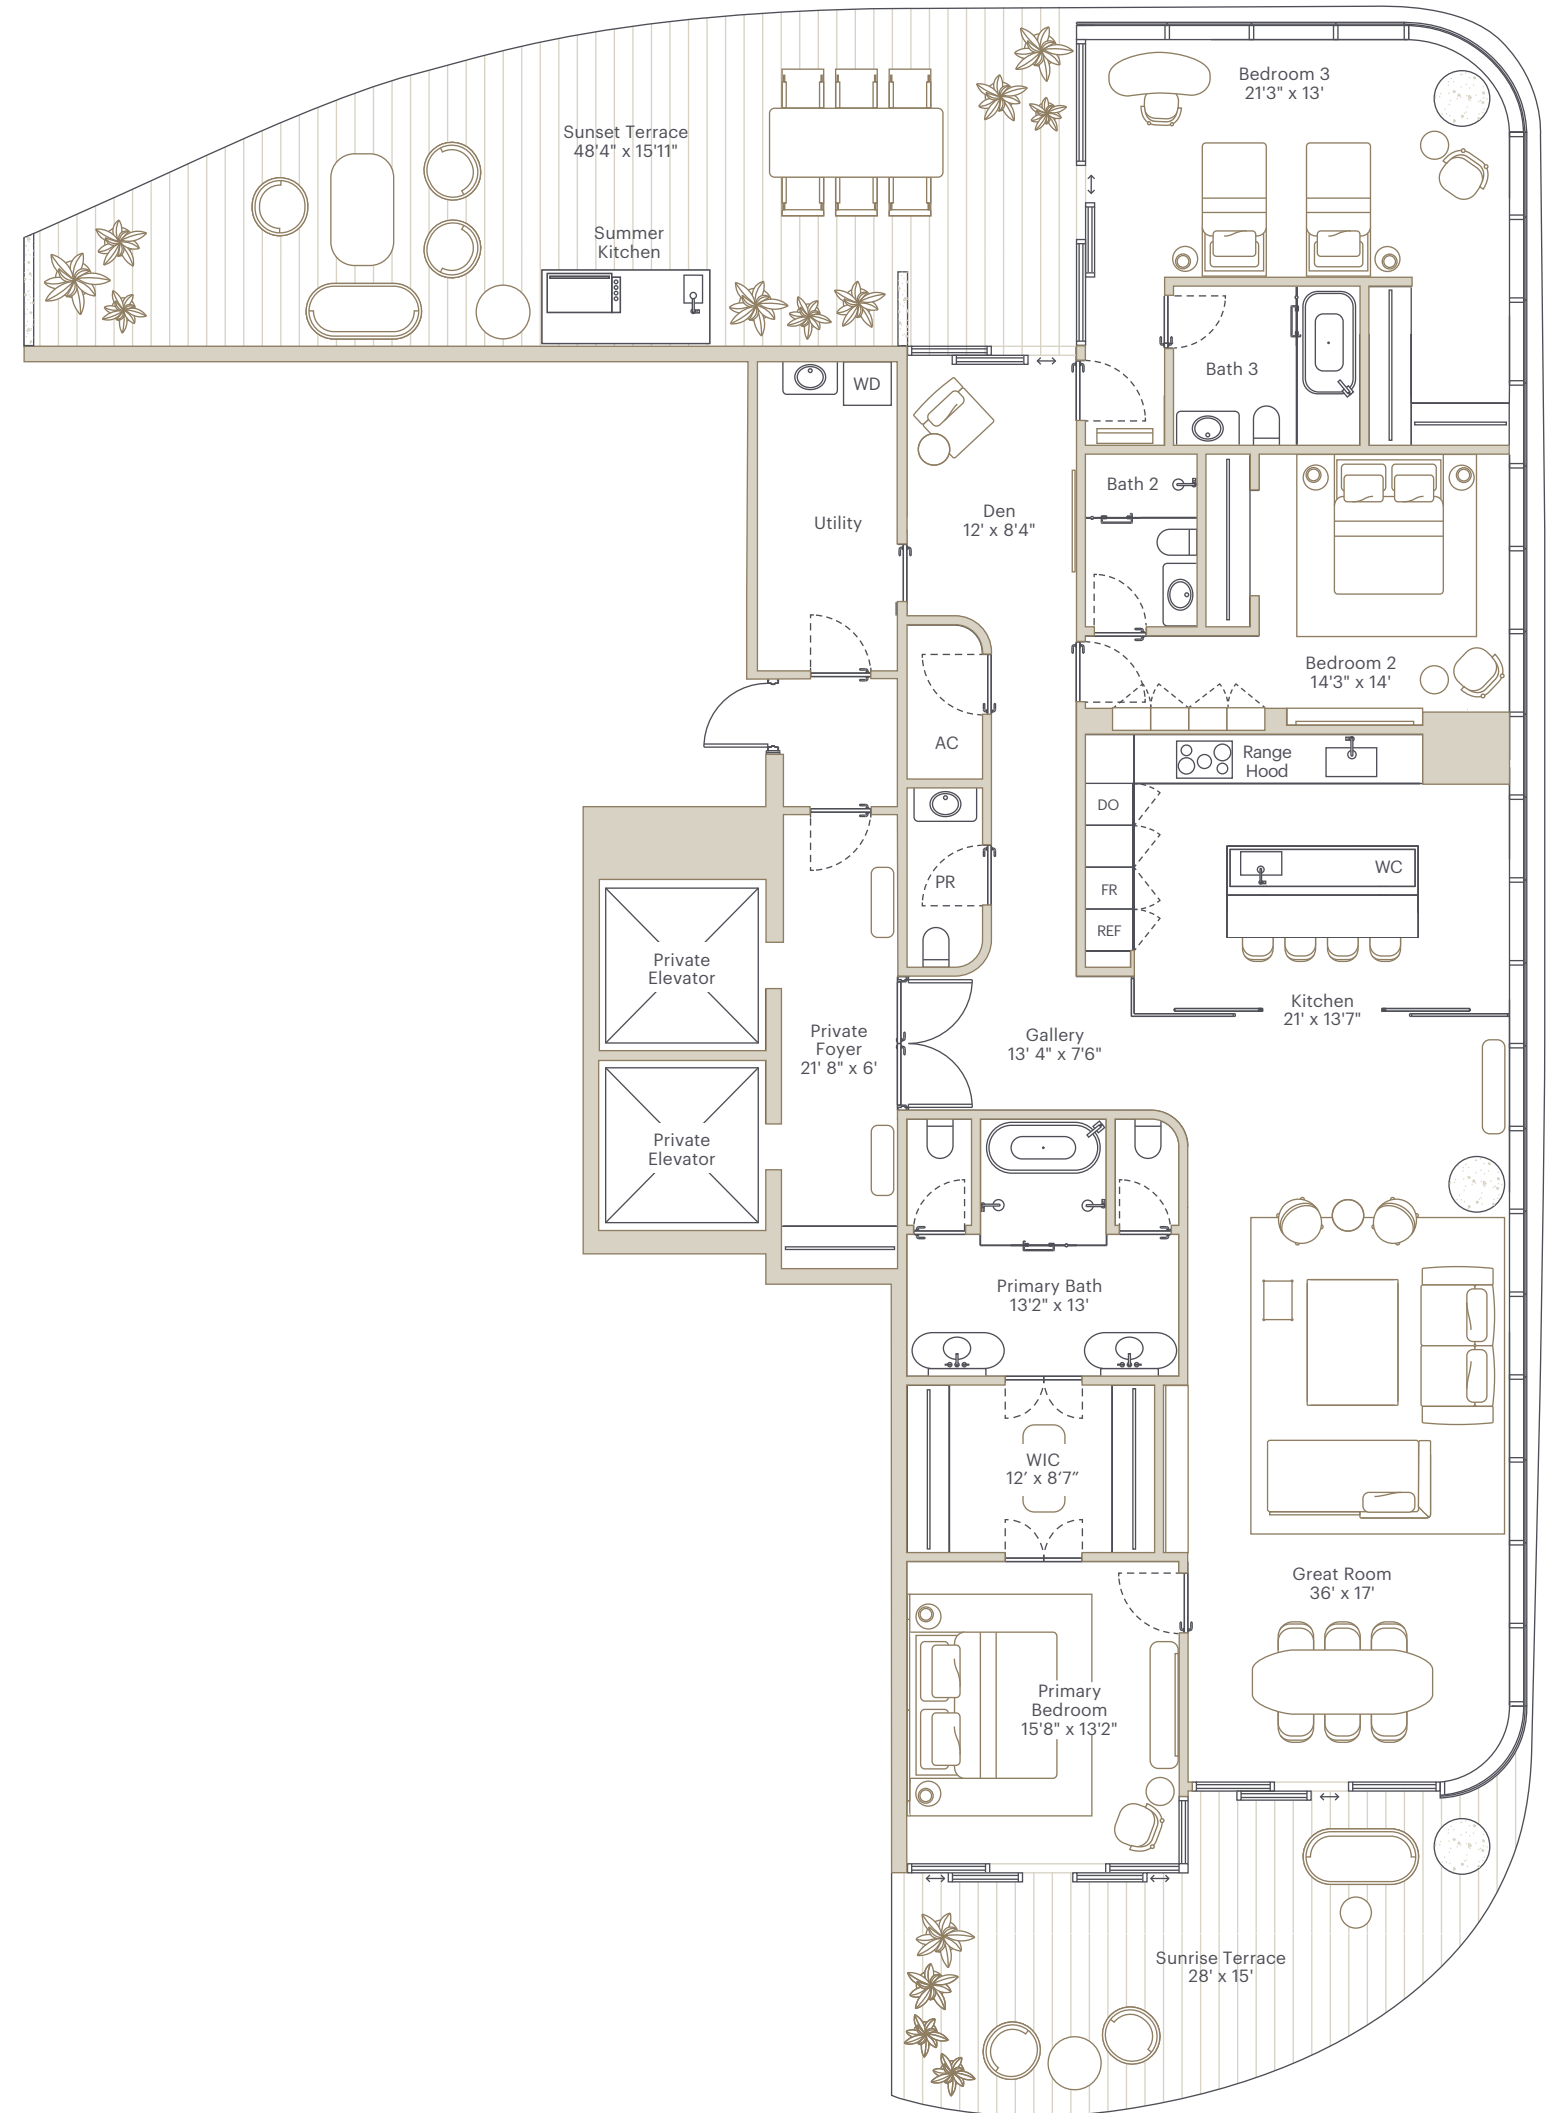 Bedroom 3
21'3" x 13'
Sunset Terrace
48'4" x 15'11"
Summer
Kitchen
Bath 3
WD
Bath 2
Den
12' x 8'4"
Utility
Bedroom 2
14'3" x 14'
AC
Range
Hood
DO
WC
PR
FR
REF
Private
Elevator
Kitchen
21' x 13'7"
Private
Foyer
21' 8" x 6'
Gallery
13' 4" x 7'6"
Private
Elevator
Primary Bath
13'2" x 13'
WIC
12’ x 8’7”
Great Room
36' x 17'
Primary
Bedroom
15'8" x 13'2"
Sunrise Terrace
28' x 15'